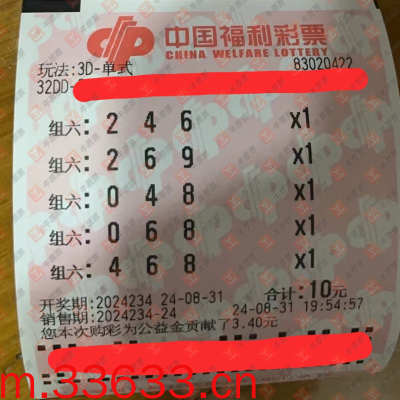 中国福利彩票
CHINA WELFARE LOTTERY
玩法:3D-单式 83020422
32DD-
组六: 2 4 6 x1
组六: 2 6 9 x1
组六: 0 4 8 x1
组六: 0 6 8 x1
组六: 4 6 8 x1
开奖期:2024234 24-08-31 合计:10元
销售期:2024234-24 24-08-31 19:54:57
您本次购彩为公益金贡献了3.40元
m.33633.cn